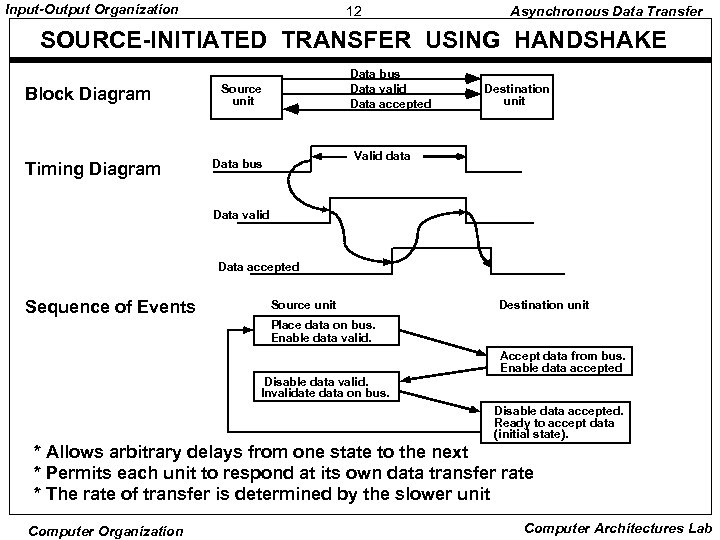 Input-Output Organization 12 Asynchronous Data Transfer
SOURCE-INITIATED TRANSFER USING HANDSHAKE
Block Diagram
Source
unit
Data bus
Data valid
Data accepted
Destination
unit
Timing Diagram
Data bus
Valid data
Data valid
Data accepted
Sequence of Events
Source unit
Destination unit
Place data on bus.
Enable data valid.
Accept data from bus.
Enable data accepted
Disable data valid.
Invalidate data on bus.
Disable data accepted.
Ready to accept data
(initial state).
* Allows arbitrary delays from one state to the next
* Permits each unit to respond at its own data transfer rate
* The rate of transfer is determined by the slower unit
Computer Organization Computer Architectures Lab